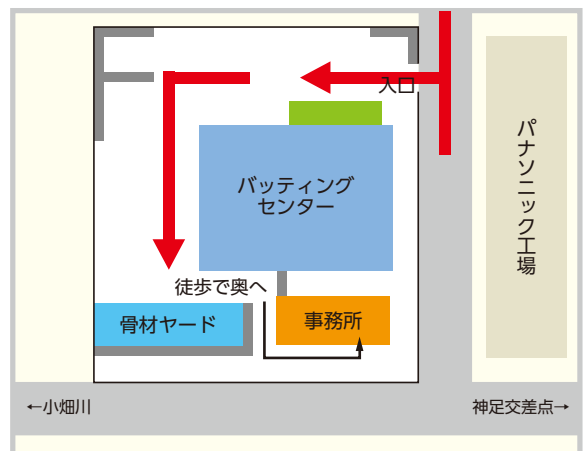 入口
パナソニック工場
バッティング
センター
徒歩で奥へ
骨材ヤード
事務所
←小畑川
神足交差点→